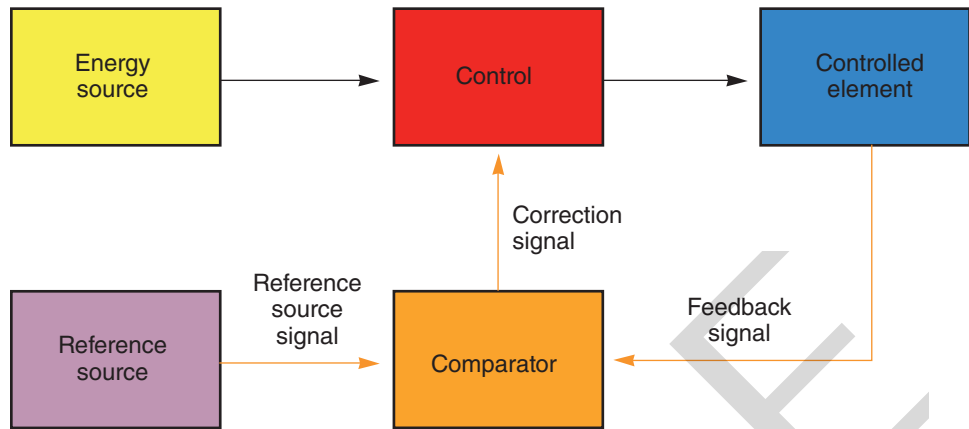 Energy
source
Control
Controlled
element
Correction
signal
Reference
source
signal
Feedback
signal
Reference
source
Comparator